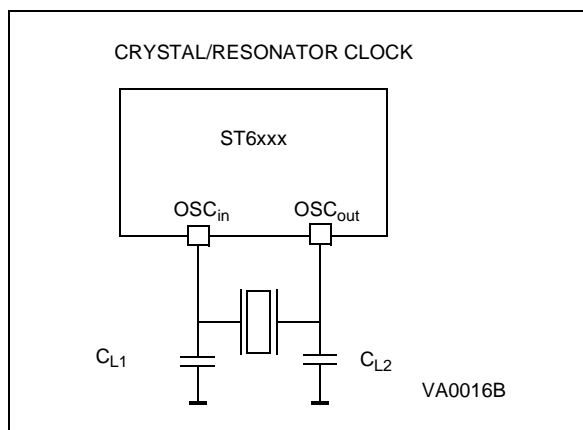 CRYSTAL/RESONATOR CLOCK
ST6xxx
OSCin OSCout
CL1 CL2
VA0016B